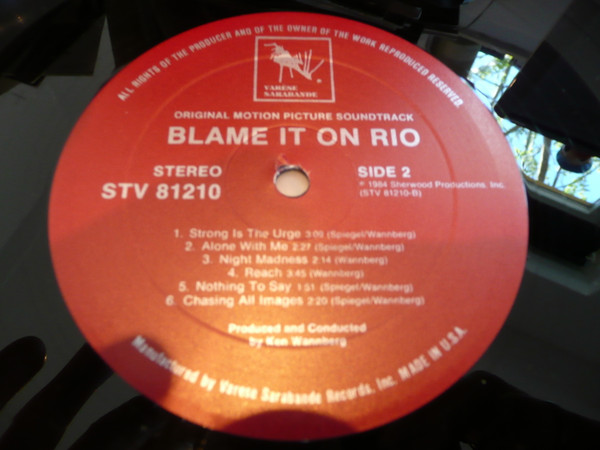 ALL RIGHTS OF THE PRODUCER AND OF THE OWNER OF THE WORK REPRODUCED RESERVED
VARÈSE
SARABANDE
ORIGINAL MOTION PICTURE SOUNDTRACK
BLAME IT ON RIO
STEREO
STV 81210
SIDE 2
℗ 1984 Sherwood Productions, Inc.
(STV 81210-B)
1. Strong Is The Urge 3:09 (Spiegel/Wannberg)
2. Alone With Me 2:27 (Spiegel/Wannberg)
3. Night Madness 2:14 (Wannberg)
4. Reach 3:45 (Wannberg)
5. Nothing To Say 1:51 (Spiegel/Wannberg)
6. Chasing All Images 2:20 (Spiegel/Wannberg)
Produced and Conducted
by Ken Wannberg
Manufactured by Varese Sarabande Records, Inc. MADE IN U.S.A.